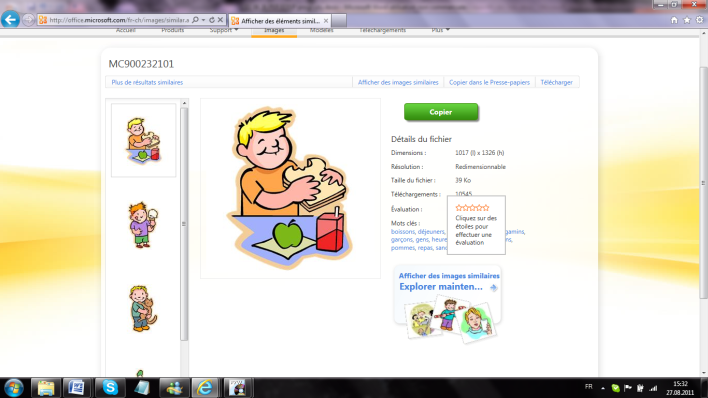 http://office.microsoft.com/fr-ch/images/similar.a
Afficher des éléments simil...
Accueil Produits Support Images Modèles Téléchargements Plus
MC900232101
Plus de résultats similaires
Afficher des images similaires Copier dans le Presse-papiers Télécharger
Copier
Détails du fichier
Dimensions : 1017 (l) x 1326 (h)
Résolution : Redimensionnable
Taille du fichier : 39 Ko
Téléchargements : 10545
Évaluation :
Cliquez sur des
étoiles pour
effectuer une
évaluation
Mots clés :
Boissons, déjeuners, gamins,
garçons, gens, heure
pommes, repas,
Afficher des images similaires
Explorer mainten...
FR
15:32
27.08.2011